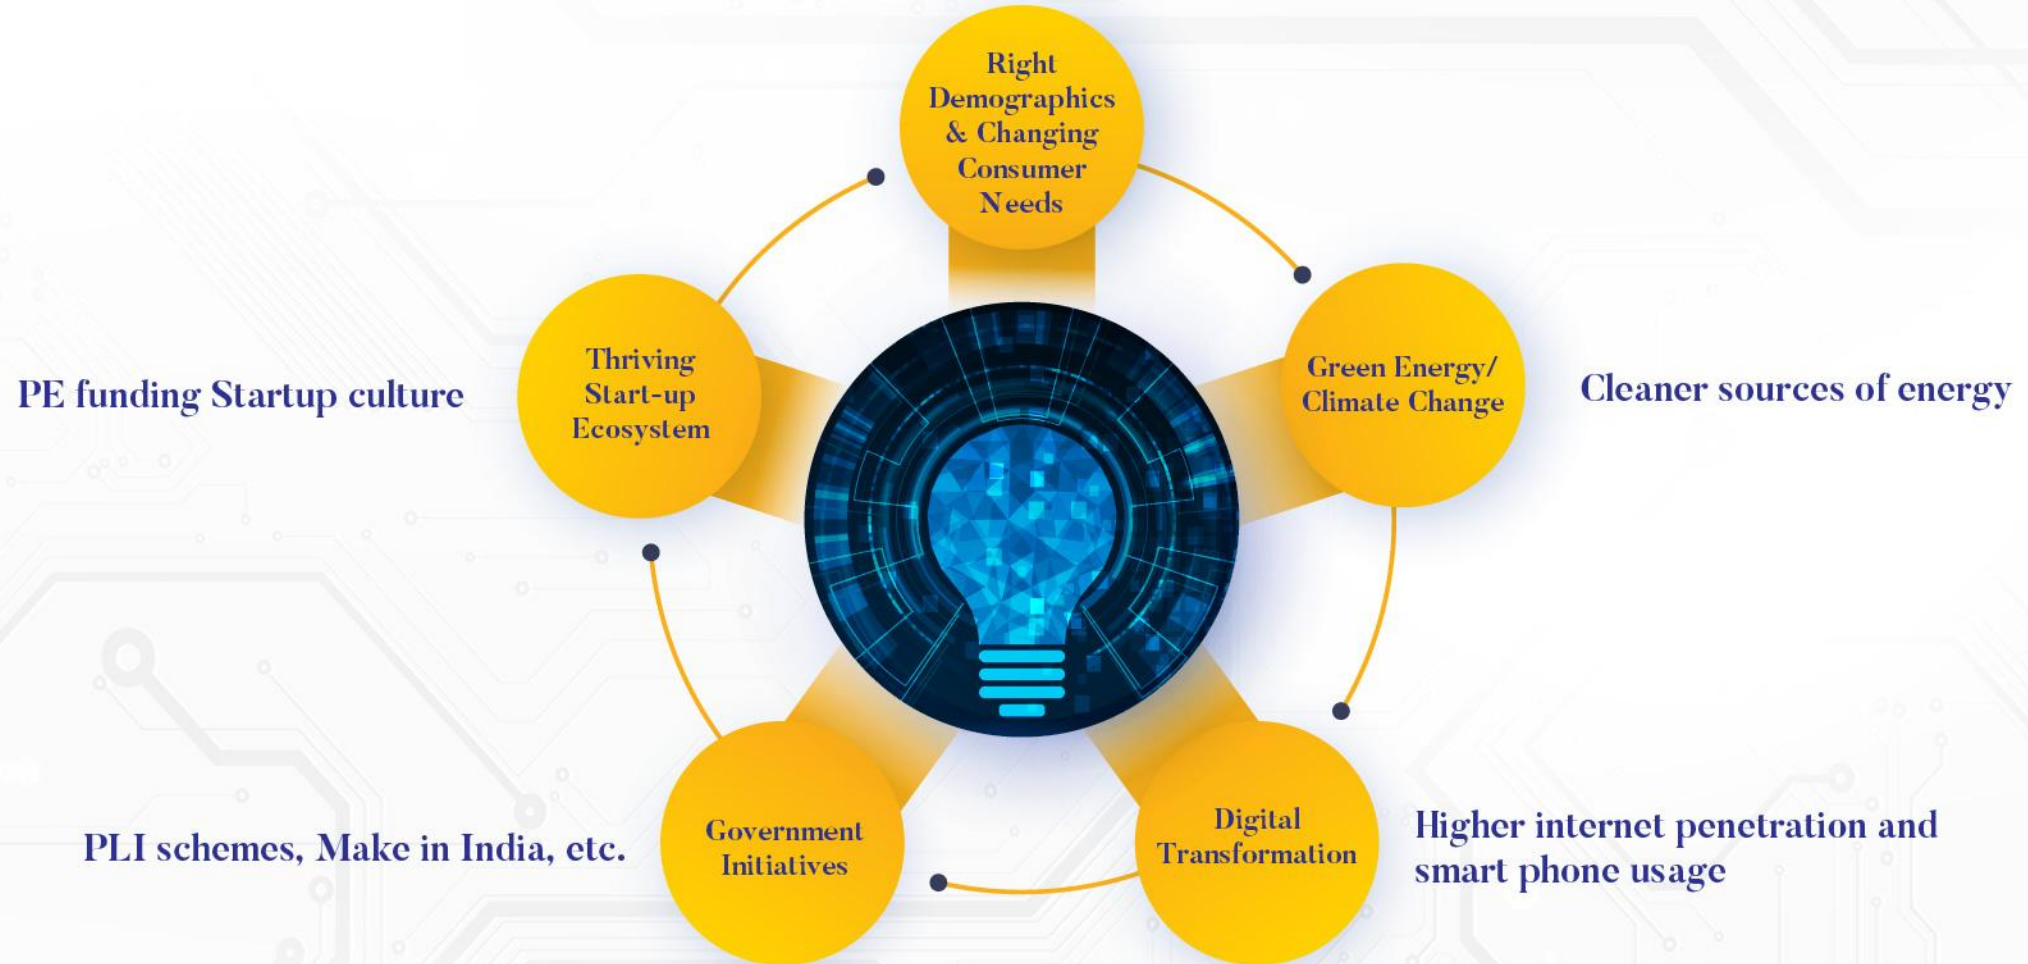 Right
Demographics
& Changing
Consumer
Needs
Thriving
Start-up
Ecosystem
PE funding Startup culture
Green Energy/
Climate Change
Cleaner sources of energy
Government
Initiatives
PLI schemes, Make in India, etc.
Digital
Transformation
Higher internet penetration and
smart phone usage